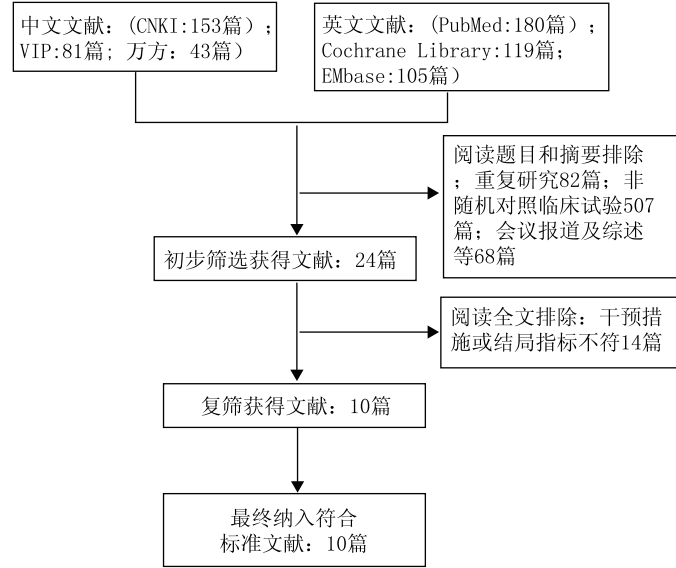 中文文献：(CNKI:153篇）;
VIP:81篇; 万方：43篇）
英文文献：(PubMed:180篇）;
Cochrane Library:119篇;
EMbase:105篇）
阅读题目和摘要排除
；重复研究82篇；非
随机对照临床试验507
篇；会议报道及综述
等68篇
初步筛选获得文献：24篇
阅读全文排除：干预措
施或结局指标不符14篇
复筛获得文献：10篇
最终纳入符合
标准文献：10篇